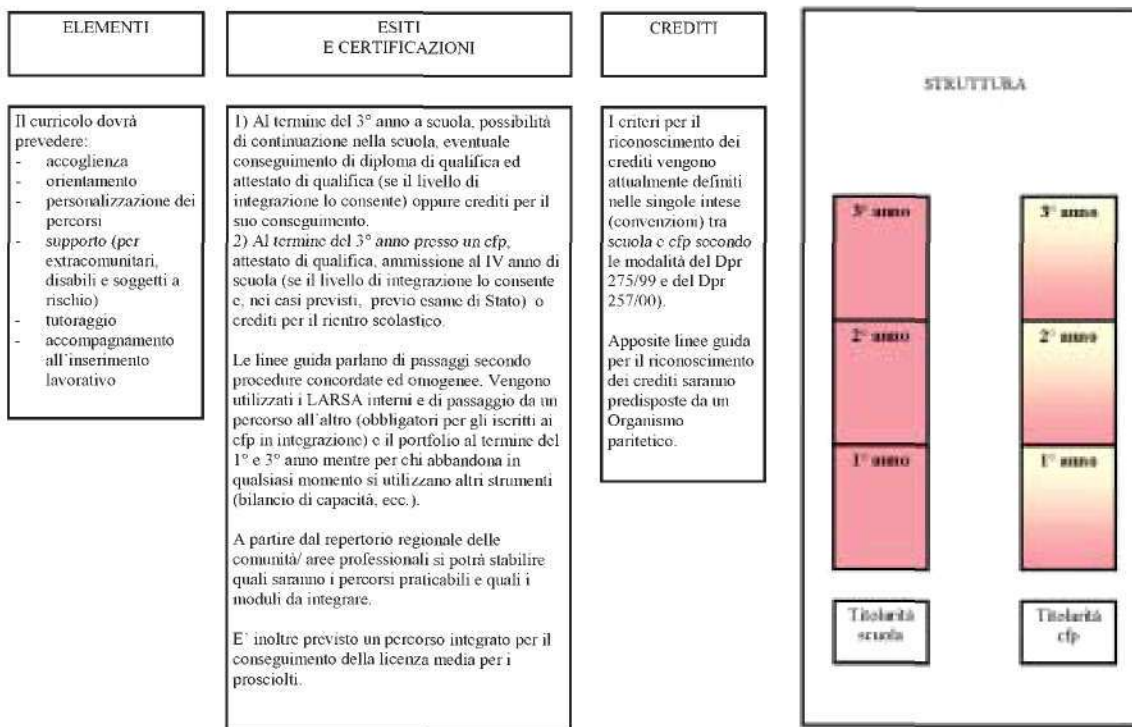 ELEMENTI
Il curricolo dovrà
prevedere:
- accoglienza
- orientamento
- personalizzazione dei
percorsi
- supporto (per
extracomunitari,
disabili e soggetti a
rischio)
- tutoraggio
- accompagnamento
all'inserimento
lavorativo
ESITI
E CERTIFICAZIONI
1) Al termine del 3° anno a scuola, possibilità
di continuazione nella scuola, eventuale
conseguimento di diploma di qualifica ed
attestato di qualifica (se il livello di
integrazione lo consente) oppure crediti per il
suo conseguimento.
2) Al termine del 3° anno presso un cfp,
attestato di qualifica, ammissione al IV anno di
scuola (se il livello di integrazione lo consente
e, nei casi previsti, previo esame di Stato) o
crediti per il rientro scolastico.
Le linee guida parlano di passaggi secondo
procedure concordate ed omogenee. Vengono
utilizzati i LARSA interni e di passaggio da un
percorso all'altro (obbligatori per gli iscritti ai
cfp in integrazione) e il portfolio al termine del
1° e 3° anno mentre per chi abbandona in
qualsiasi momento si utilizzano altri strumenti
(bilancio di capacità, ecc.).
A partire dal repertorio regionale delle
comunità/ aree professionali si potrà stabilire
quali saranno i percorsi praticabili e quali i
moduli da integrare.
E' inoltre previsto un percorso integrato per il
conseguimento della licenza media per i
prosciolti.
CREDITI
I criteri per il
riconoscimento dei
crediti vengono
attualmente definiti
nelle singole intese
(convenzioni) tra
scuola e cfp secondo
le modalità del Dpr
275/99 e del Dpr
257/00).
Apposite linee guida
per il riconoscimento
dei crediti saranno
predisposte da un
Organismo
paritetico.
STRUTTURA
3° anno
2° anno
1° anno
Titolarità
scuola
3° anno
2° anno
1° anno
Titolarità
cfp